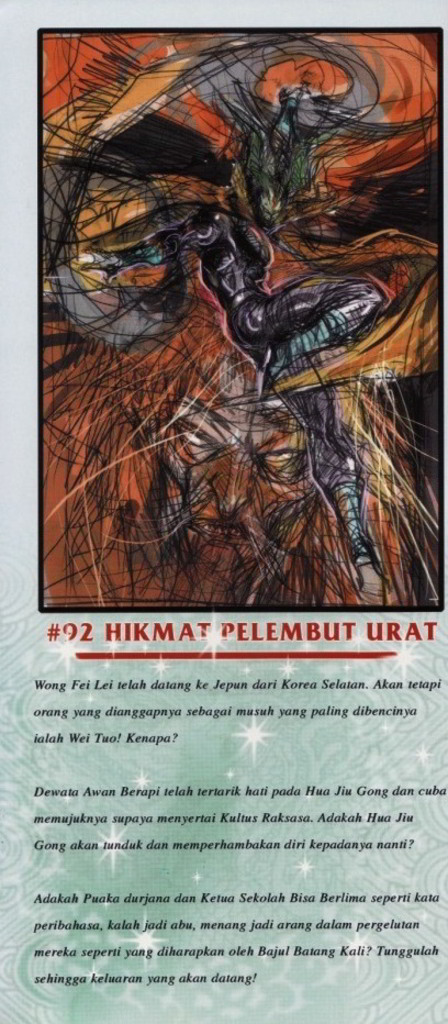 #92 HIKMAT PELEMBUT URAT
Wong Fei Lei telah datang ke Jepun dari Korea Selatan. Akan tetapi
orang yang dianggapnya sebagai musuh yang paling dibencinya
ialah Wei Tuo! Kenapa?
Dewata Awan Berapi telah tertarik hati pada Hua Jiu Gong dan cuba
memujuknya supaya menyertai Kultus Raksasa. Adakah Hua Jiu
Gong akan tunduk dan memperhambakan diri kepadanya nanti?
Adakah Puaka durjana dan Ketua Sekolah Bisa Berlima seperti kata
peribahasa, kalah jadi abu, menang jadi arang dalam pergelutan
mereka seperti yang diharapkan oleh Bajul Batang Kali? Tunggulah
sehingga keluaran yang akan datang!